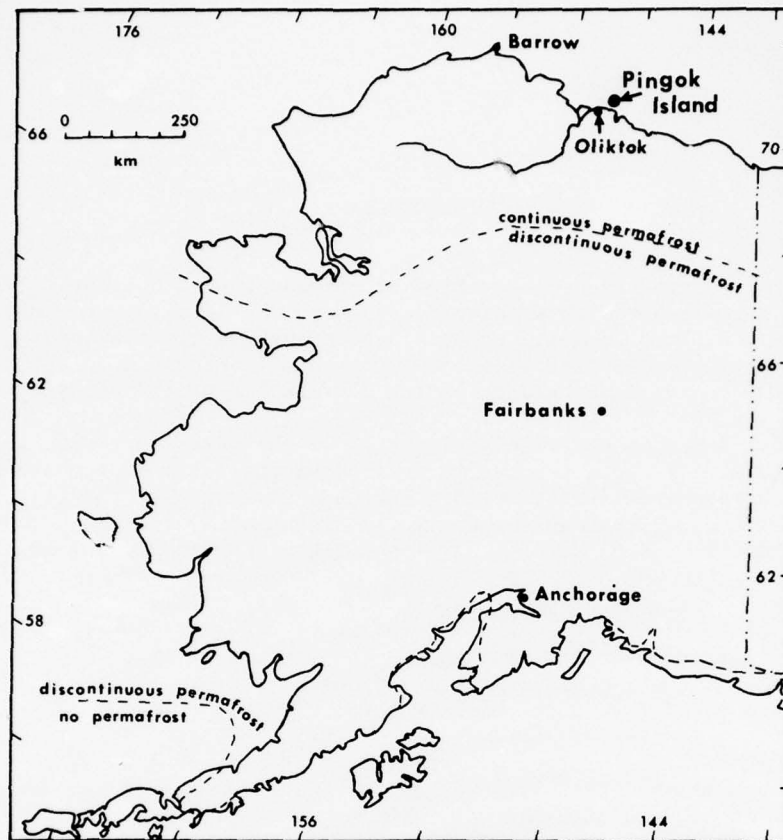 176 160 144
Barrow
Pingok
Island
0 250
km
66
Oliktok
70
continuous permafrost
discontinuous permafrost
66
62
Fairbanks
62
Anchorage
58
discontinuous permafrost
no permafrost
156 144